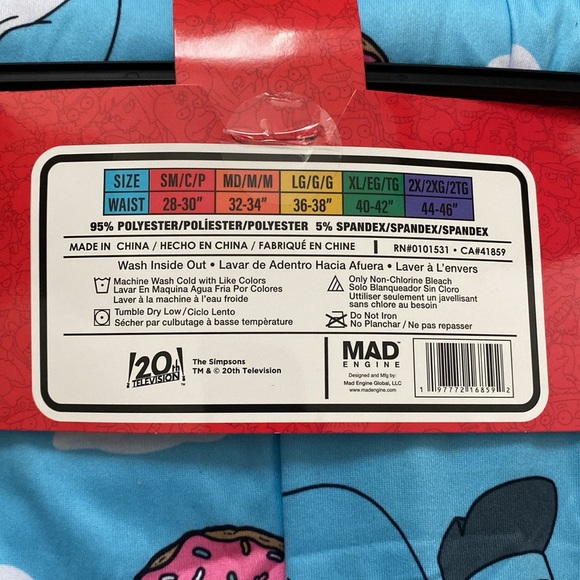 SIZE SM/C/P MD/M/M LG/G/G XL/EG/TG 2X/2XG/2TG
WAIST 28-30" 32-34" 36-38" 40-42" 44-46"
95% POLYESTER/POLÍESTER/POLYESTER 5% SPANDEX/SPANDEX/SPANDEX
MADE IN CHINA / HECHO EN CHINA / FABRIQUÉ EN CHINE RN#0101531 • CA#41859
Wash Inside Out • Lavar de Adentro Hacia Afuera • Laver à L'envers
Machine Wash Cold with Like Colors
Lavar En Maquina Agua Fria Por Colores
Laver à la machine à l'eau froide
Tumble Dry Low / Ciclo Lento
Sécher par culbutage à basse tempèrature
Only Non-Chlorine Bleach
Solo Blanqueador Sin Cloro
Utiliser seulement un javellisant
sans chlore au besoin
Do Not Iron
No Planchar / Ne pas repasser
20th
TELEVISION
The Simpsons
TM & © 20th Television
MAD
ENGINE
Designed and Mfg by:
Mad Engine Global, LLC
www.madengine.com
1 97772 16859 2